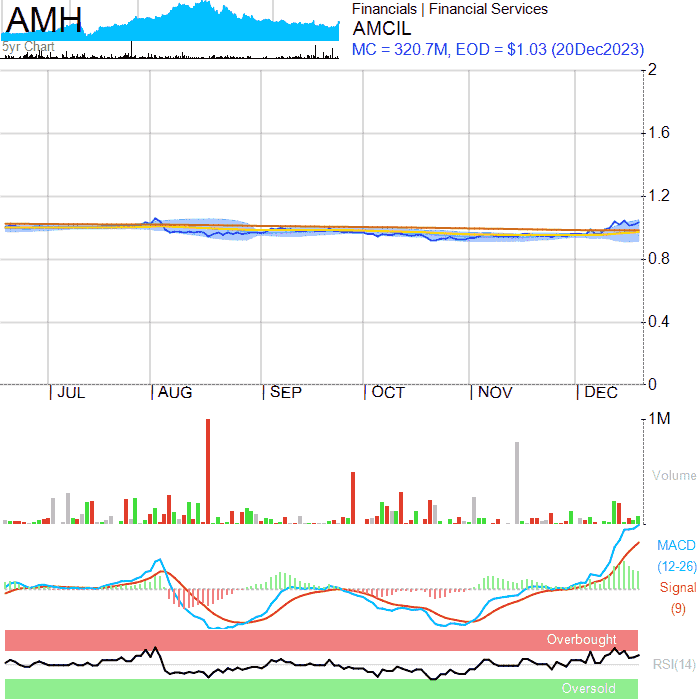 AMH
5yr Chart
Financials | Financial Services
AMCIL
MC = 320.7M, EOD = $1.03 (20Dec2023)
2
1.6
1.2
0.8
0.4
0
| JUL | AUG | SEP | OCT | NOV | DEC
1M
Volume
MACD
(12-26)
Signal
(9)
Overbought
RSI(14)
Oversold